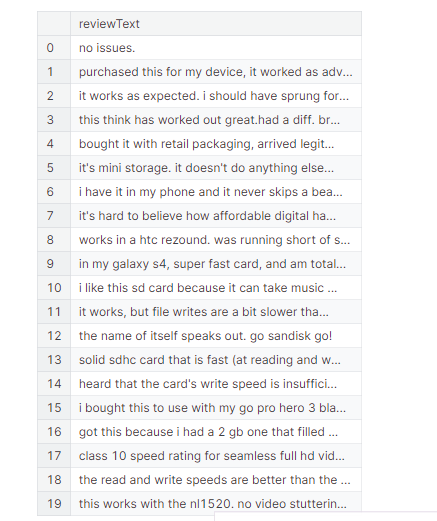 reviewText
0 no issues.
1 purchased this for my device, it worked as adv...
2 it works as expected. i should have sprung for...
3 this think has worked out great.had a diff. br...
4 bought it with retail packaging, arrived legit...
5 it's mini storage. it doesn't do anything else...
6 i have it in my phone and it never skips a bea...
7 it's hard to believe how affordable digital ha...
8 works in a htc rezound. was running short of s...
9 in my galaxy s4, super fast card, and am total...
10 i like this sd card because it can take music ...
11 it works, but file writes are a bit slower tha...
12 the name of itself speaks out. go sandisk go!
13 solid sdhc card that is fast (at reading and w...
14 heard that the card's write speed is insuffici...
15 i bought this to use with my go pro hero 3 bla...
16 got this because i had a 2 gb one that filled ...
17 class 10 speed rating for seamless full hd vid...
18 the read and write speeds are better than the ...
19 this works with the nl1520. no video stutterin...